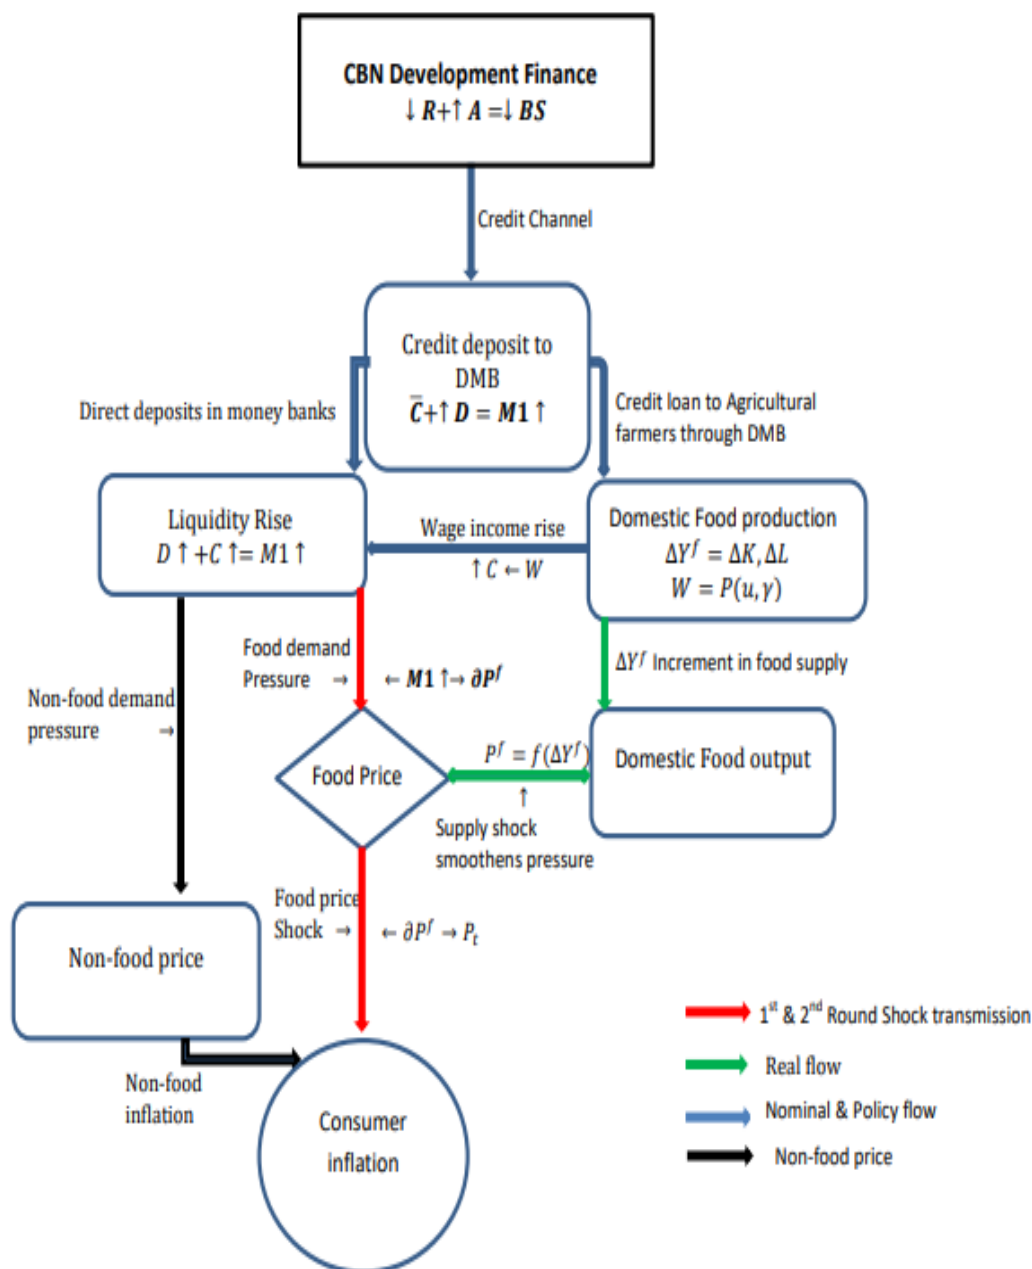 CBN Development Finance
↓ R+↑ A =↓ BS
Credit Channel
Credit deposit to
DMB
C̅+↑ D = M1 ↑
Direct deposits in money banks
Credit loan to Agricultural
farmers through DMB
Liquidity Rise
D ↑ +C ↑= M1 ↑
Wage income rise
↑ C ← W
Domestic Food production
ΔY^f = ΔK, ΔL
W = P(u, γ)
Food demand
Pressure →
← M1 ↑→ ∂P^f
ΔY^f Increment in food supply
Non-food demand
pressure →
Food Price
P^f = f(ΔY^f)
↑
Supply shock
smoothens pressure
Domestic Food output
Food price
Shock →
← ∂P^f → P_t
Non-food price
Non-food
inflation
Consumer
inflation
1st & 2nd Round Shock transmission
Real flow
Nominal & Policy flow
Non-food price